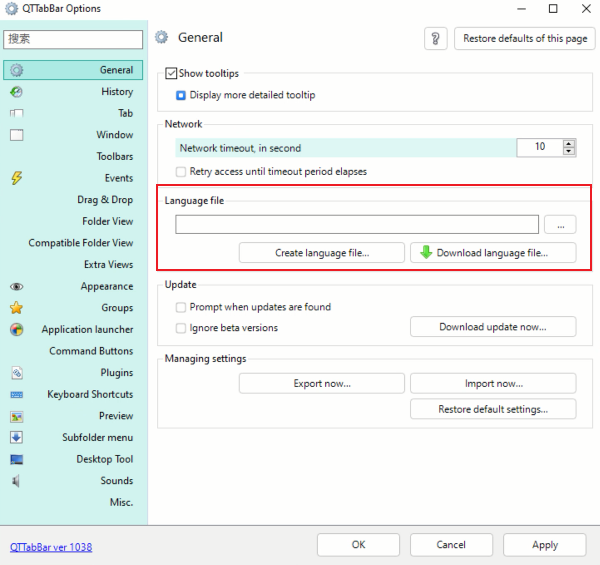 QTTabBar Options
搜索
General
History
Tab
Window
Toolbars
Events
Drag & Drop
Folder View
Compatible Folder View
Extra Views
Appearance
Groups
Application launcher
Command Buttons
Plugins
Keyboard Shortcuts
Preview
Subfolder menu
Desktop Tool
Sounds
Misc.
QTTabBar ver 1038
General
?
Restore defaults of this page
Show tooltips
Display more detailed tooltip
Network
Network timeout, in second
10
Retry access until timeout period elapses
Language file
...
Create language file...
Download language file...
Update
Prompt when updates are found
Ignore beta versions
Download update now...
Managing settings
Export now...
Import now...
Restore default settings...
OK
Cancel
Apply